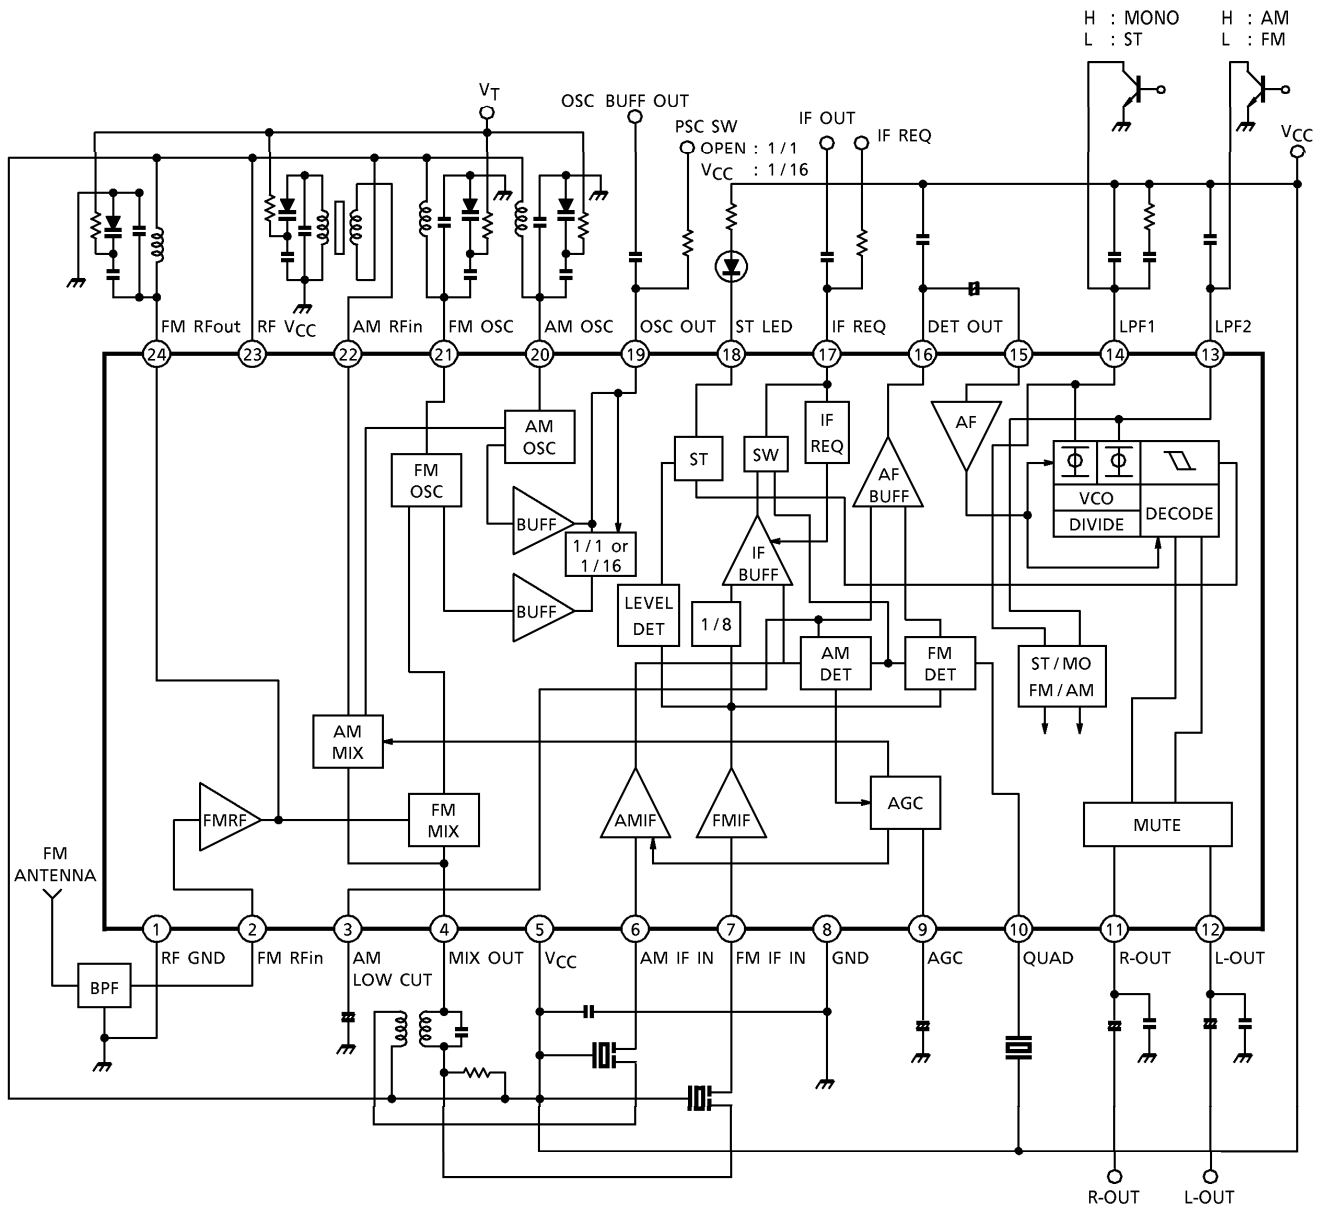 H : MONO
L : ST
H : AM
L : FM
VT
OSC BUFF OUT
PSC SW
OPEN : 1/1
VCC : 1/16
IF OUT
IF REQ
VCC
FM RFout
RF VCC
AM RFin
FM OSC
AM OSC
OSC OUT
ST LED
IF REQ
DET OUT
LPF1
LPF2
24
23
22
21
20
19
18
17
16
15
14
13
AM
OSC
FM
OSC
BUFF
1/1 or
1/16
BUFF
ST
SW
IF
REQ
AF
BUFF
AF
VCO
DIVIDE
DECODE
IF
BUFF
LEVEL
DET
1/8
AM
DET
FM
DET
ST/MO
FM/AM
AM
MIX
FMRF
FM
MIX
AMIF
FMIF
AGC
MUTE
FM
ANTENNA
1
2
3
4
5
6
7
8
9
10
11
12
RF GND
FM RFin
AM
LOW CUT
MIX OUT
VCC
AM IF IN
FM IF IN
GND
AGC
QUAD
R-OUT
L-OUT
BPF
R-OUT
L-OUT